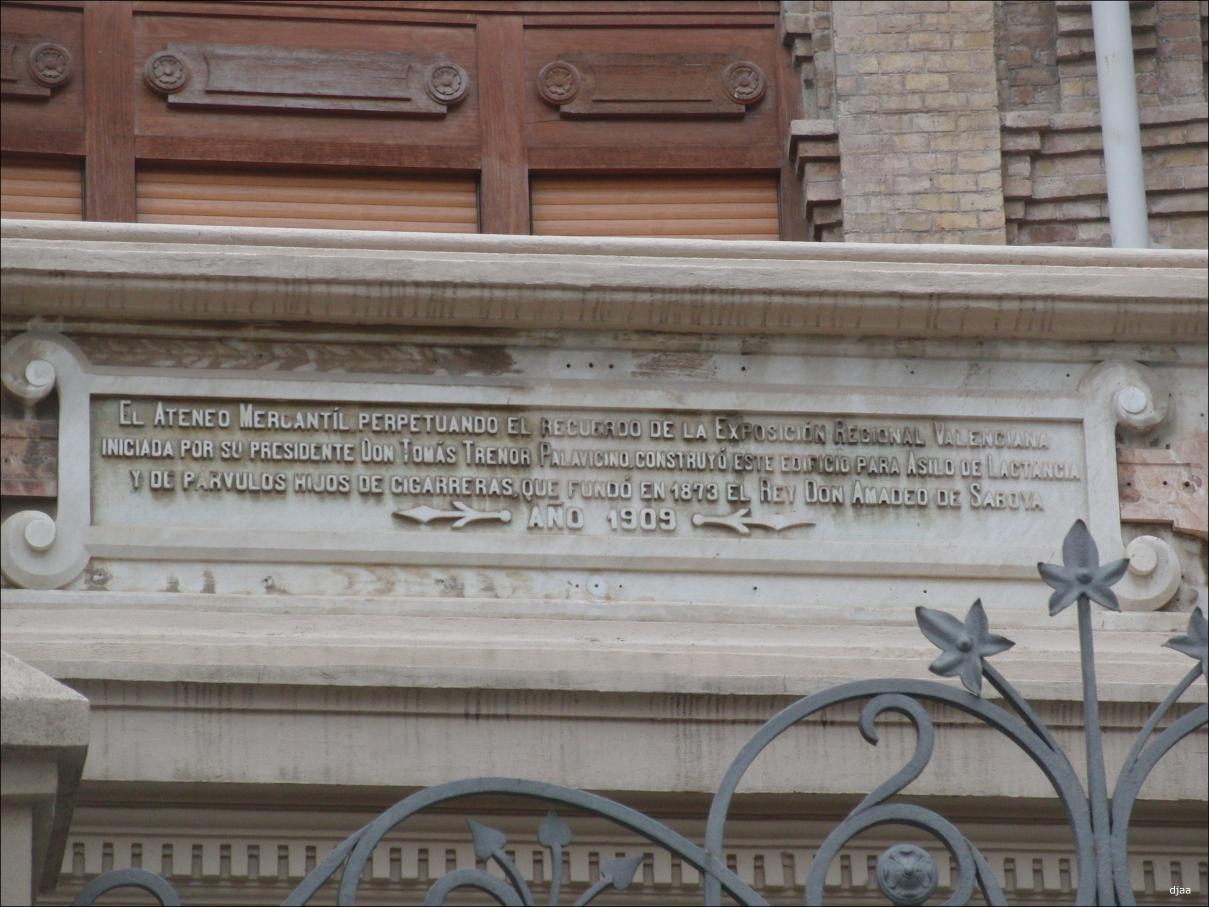 El Ateneo Mercantíl perpetuando el recuerdo de la Exposición Regional Valenciana
iniciada por su presidente Don Tomás Trenor Palavicino, construyó este edificio para Asilo de Lactancia
y de párvulos hijos de cigarreras, que fundó en 1873 el Rey Don Amadeo de Saboya
AÑO 1909
djaa